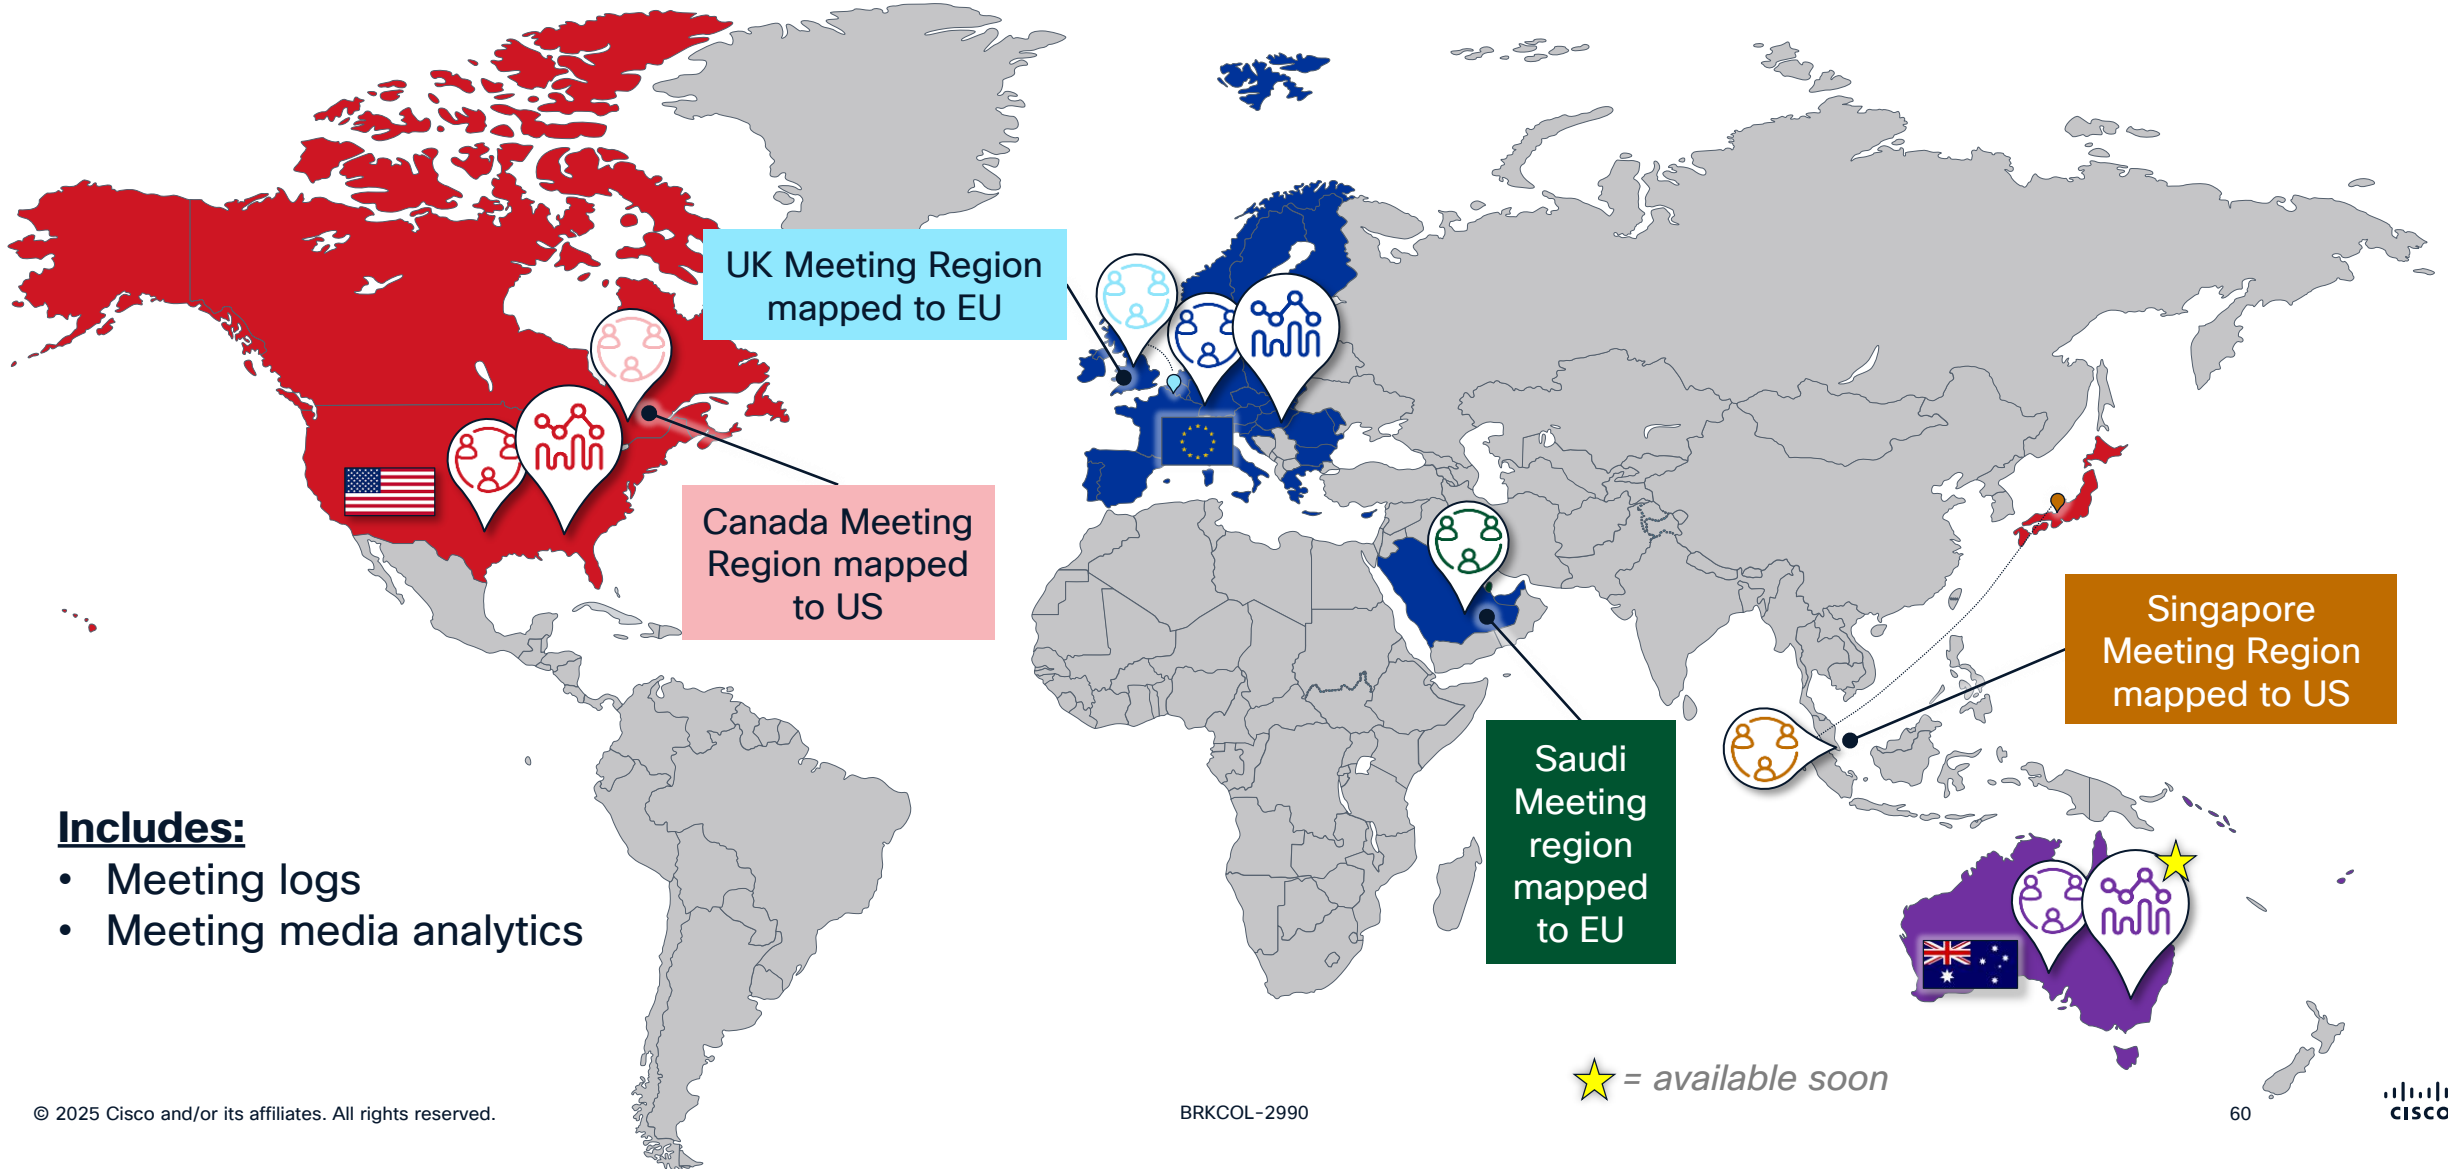 UK Meeting Region
mapped to EU
Canada Meeting
Region mapped
to US
Singapore
Meeting Region
mapped to US
Saudi
Meeting
region
mapped
to EU
Includes:
• Meeting logs
• Meeting media analytics
= available soon
© 2025 Cisco and/or its affiliates. All rights reserved.
BRKCOL-2990
60
CISCO